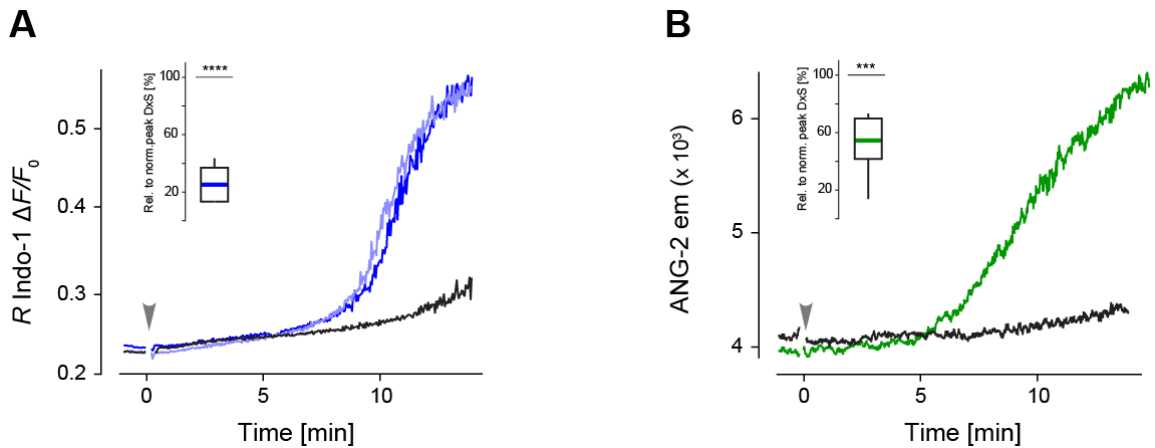 A
R Indo-1 ΔF/F0
0.5
0.4
0.3
0.2
Rel. to norm.peak DxS [%]
100
60
20
****
0
5
10
Time [min]
B
ANG-2 em (x 10³)
6
5
4
Rel. to norm. peak DxS [%]
100
60
20
***
0
5
10
Time [min]